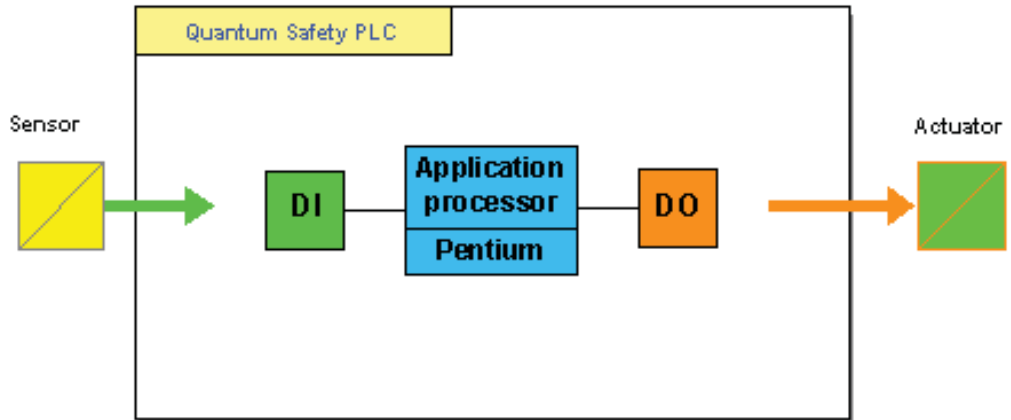 Quantum Safety PLC
Sensor
Actuator
DI
Application
processor
Pentium
DO